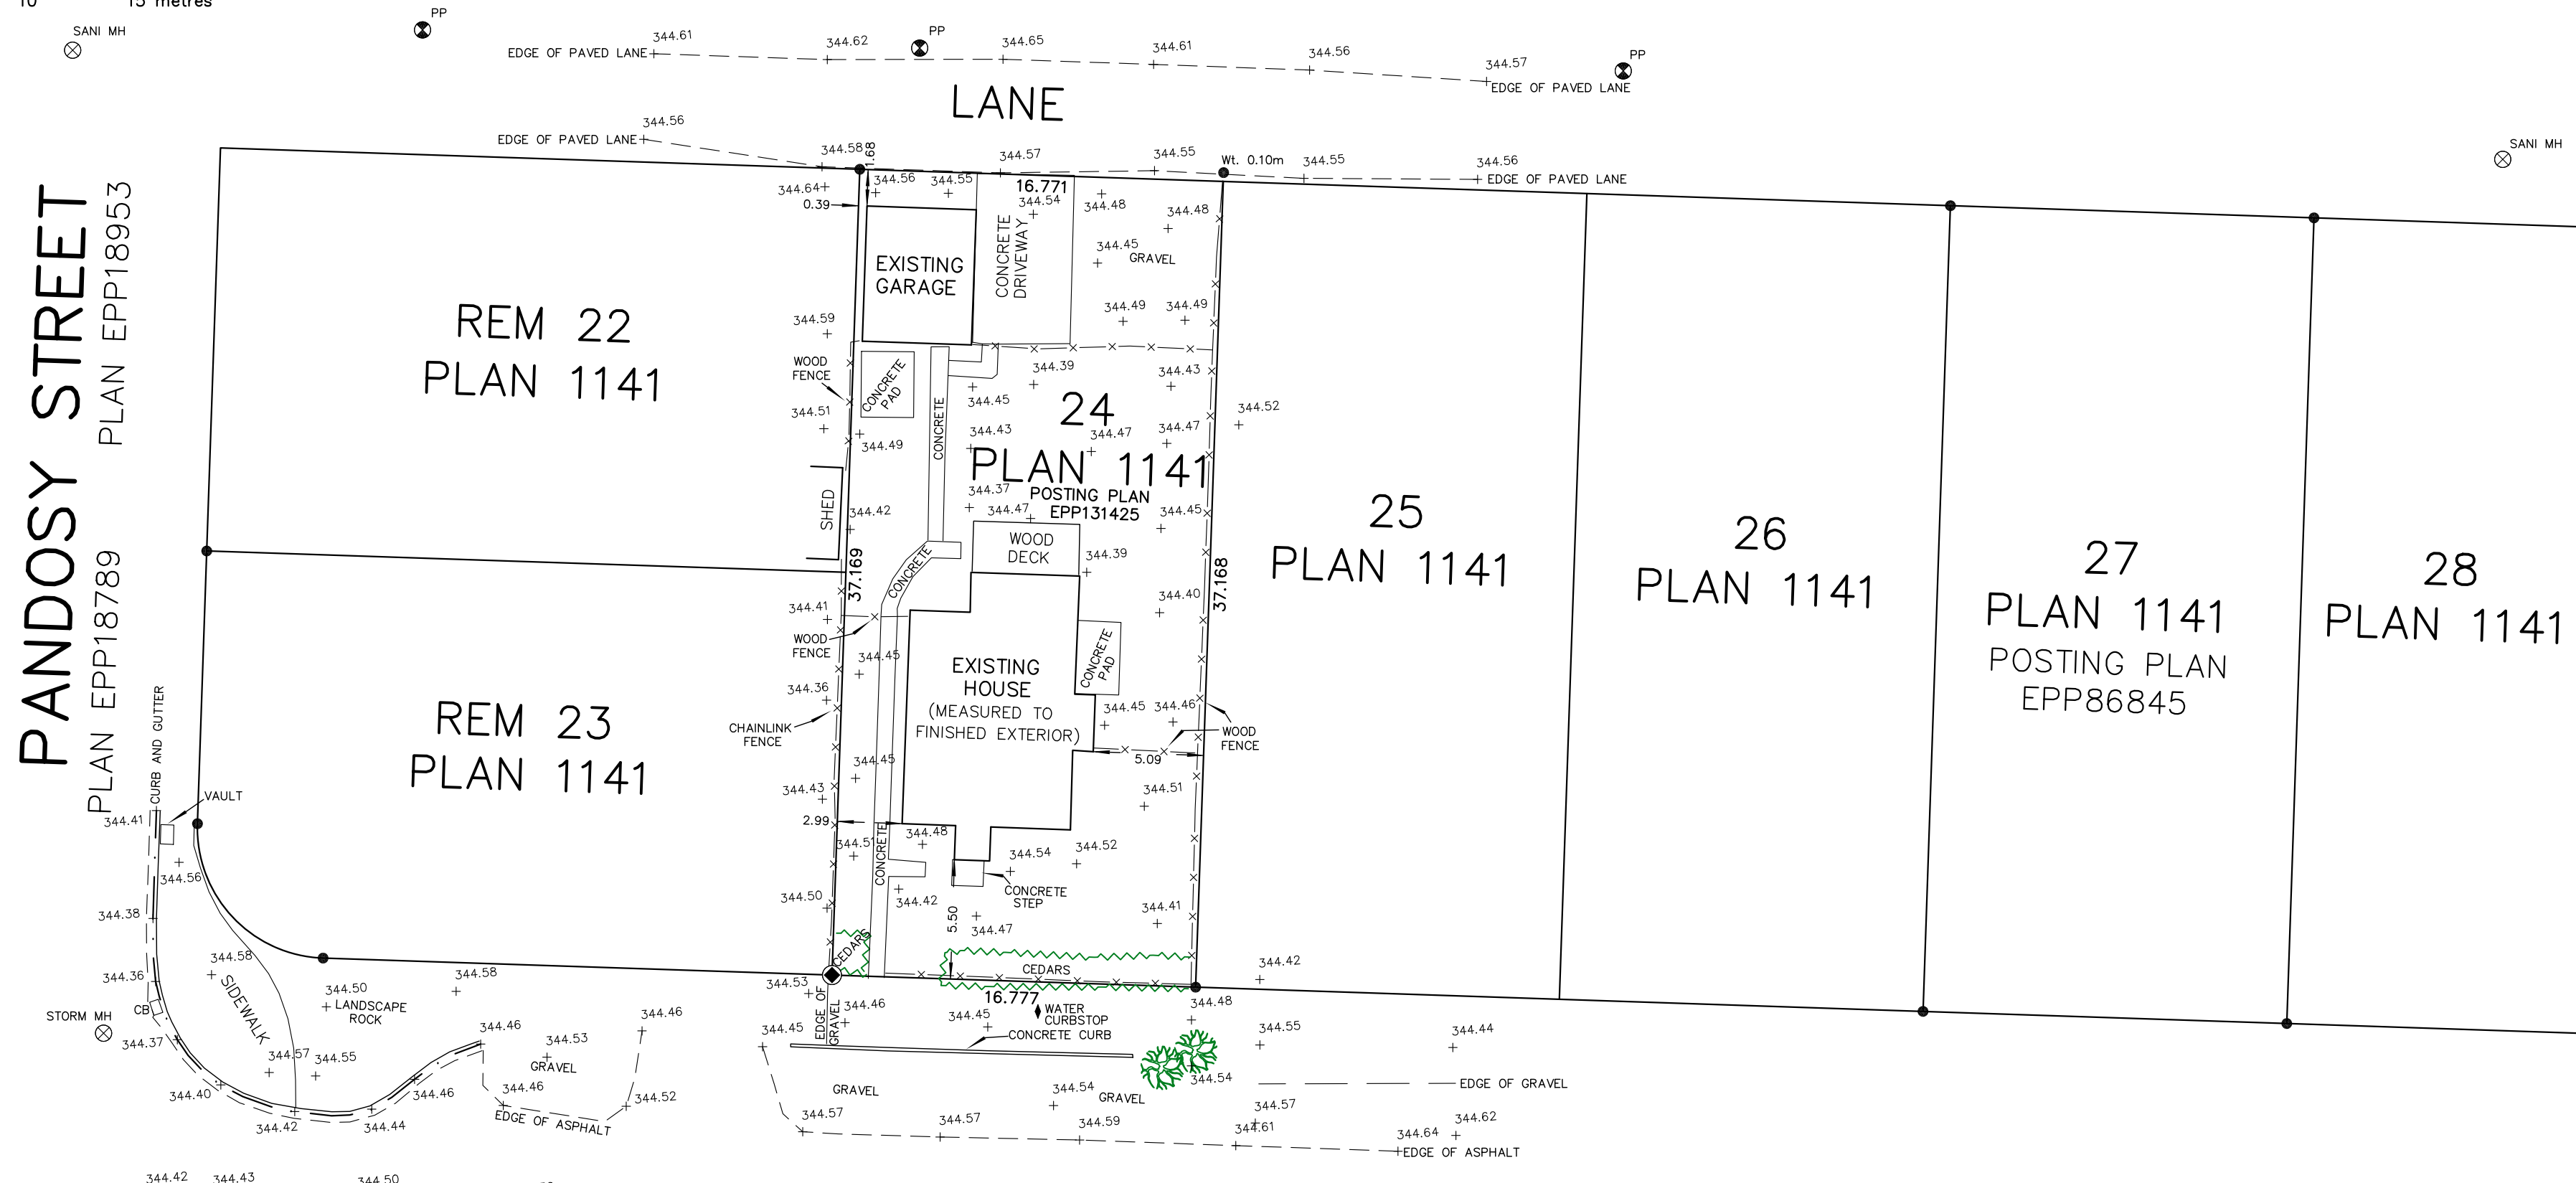 15 metres
SANI MH
PP
PP
PP
EDGE OF PAVED LANE
344.61
344.62
344.65
344.61
344.56
344.57
EDGE OF PAVED LANE
LANE
EDGE OF PAVED LANE
344.56
344.58
1.68
344.57
344.55
Wt. 0.10m
344.55
344.56
EDGE OF PAVED LANE
SANI MH
344.64
344.56
344.55
16.771
344.54
344.48
344.48
0.39
PANDOSY STREET
PLAN EPP18953
PLAN EPP18789
REM 22
PLAN 1141
EXISTING
GARAGE
CONCRETE
DRIVEWAY
344.45
GRAVEL
344.49
344.49
344.59
WOOD
FENCE
CONCRETE
PAD
344.39
344.43
344.51
344.49
CONCRETE
344.45
24
344.43
344.47
344.47
344.52
PLAN 1141
344.37
POSTING PLAN
EPP131425
344.47
344.45
SHED
344.42
WOOD
DECK
344.39
37.169
37.168
CONCRETE
344.41
344.40
WOOD
FENCE
344.45
344.36
CHAINLINK
FENCE
EXISTING
HOUSE
(MEASURED TO
FINISHED EXTERIOR)
CONCRETE
PAD
344.45
344.46
WOOD
FENCE
5.09
25
PLAN 1141
26
PLAN 1141
27
PLAN 1141
POSTING PLAN
EPP86845
28
PLAN 1141
REM 23
PLAN 1141
CURB AND GUTTER
VAULT
344.41
344.45
344.43
344.51
2.99
344.48
CONCRETE
344.54
344.52
CONCRETE
STEP
344.50
344.42
5.50
344.47
344.41
CEDARS
CEDARS
344.56
344.38
344.58
344.36
SIDEWALK
344.50
LANDSCAPE
ROCK
344.58
CB
STORM MH
344.37
344.57
344.55
344.40
344.42
344.44
344.46
344.46
344.53
GRAVEL
344.46
344.46
344.52
EDGE OF ASPHALT
344.53
EDGE OF
GRAVEL
344.46
344.45
16.777
344.45
WATER
CURBSTOP
CONCRETE CURB
344.48
344.42
344.55
344.44
344.54
EDGE OF GRAVEL
GRAVEL
344.54
GRAVEL
344.57
344.57
344.59
344.57
344.61
344.62
344.64
EDGE OF ASPHALT
344.42
344.43
344.50